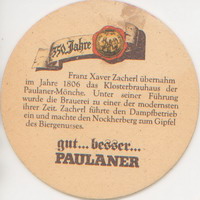 350 Jahre
Franz Xaver Zacherl übernahm
im Jahre 1806 das Klosterbrauhaus der
Paulaner-Mönche. Unter seiner Führung
wurde die Brauerei zu einer der modernsten
ihrer Zeit. Zacherl führte den Dampfbetrieb
ein und machte den Nockherberg zum Gipfel
des Biergenusses.
gut... besser...
PAULANER